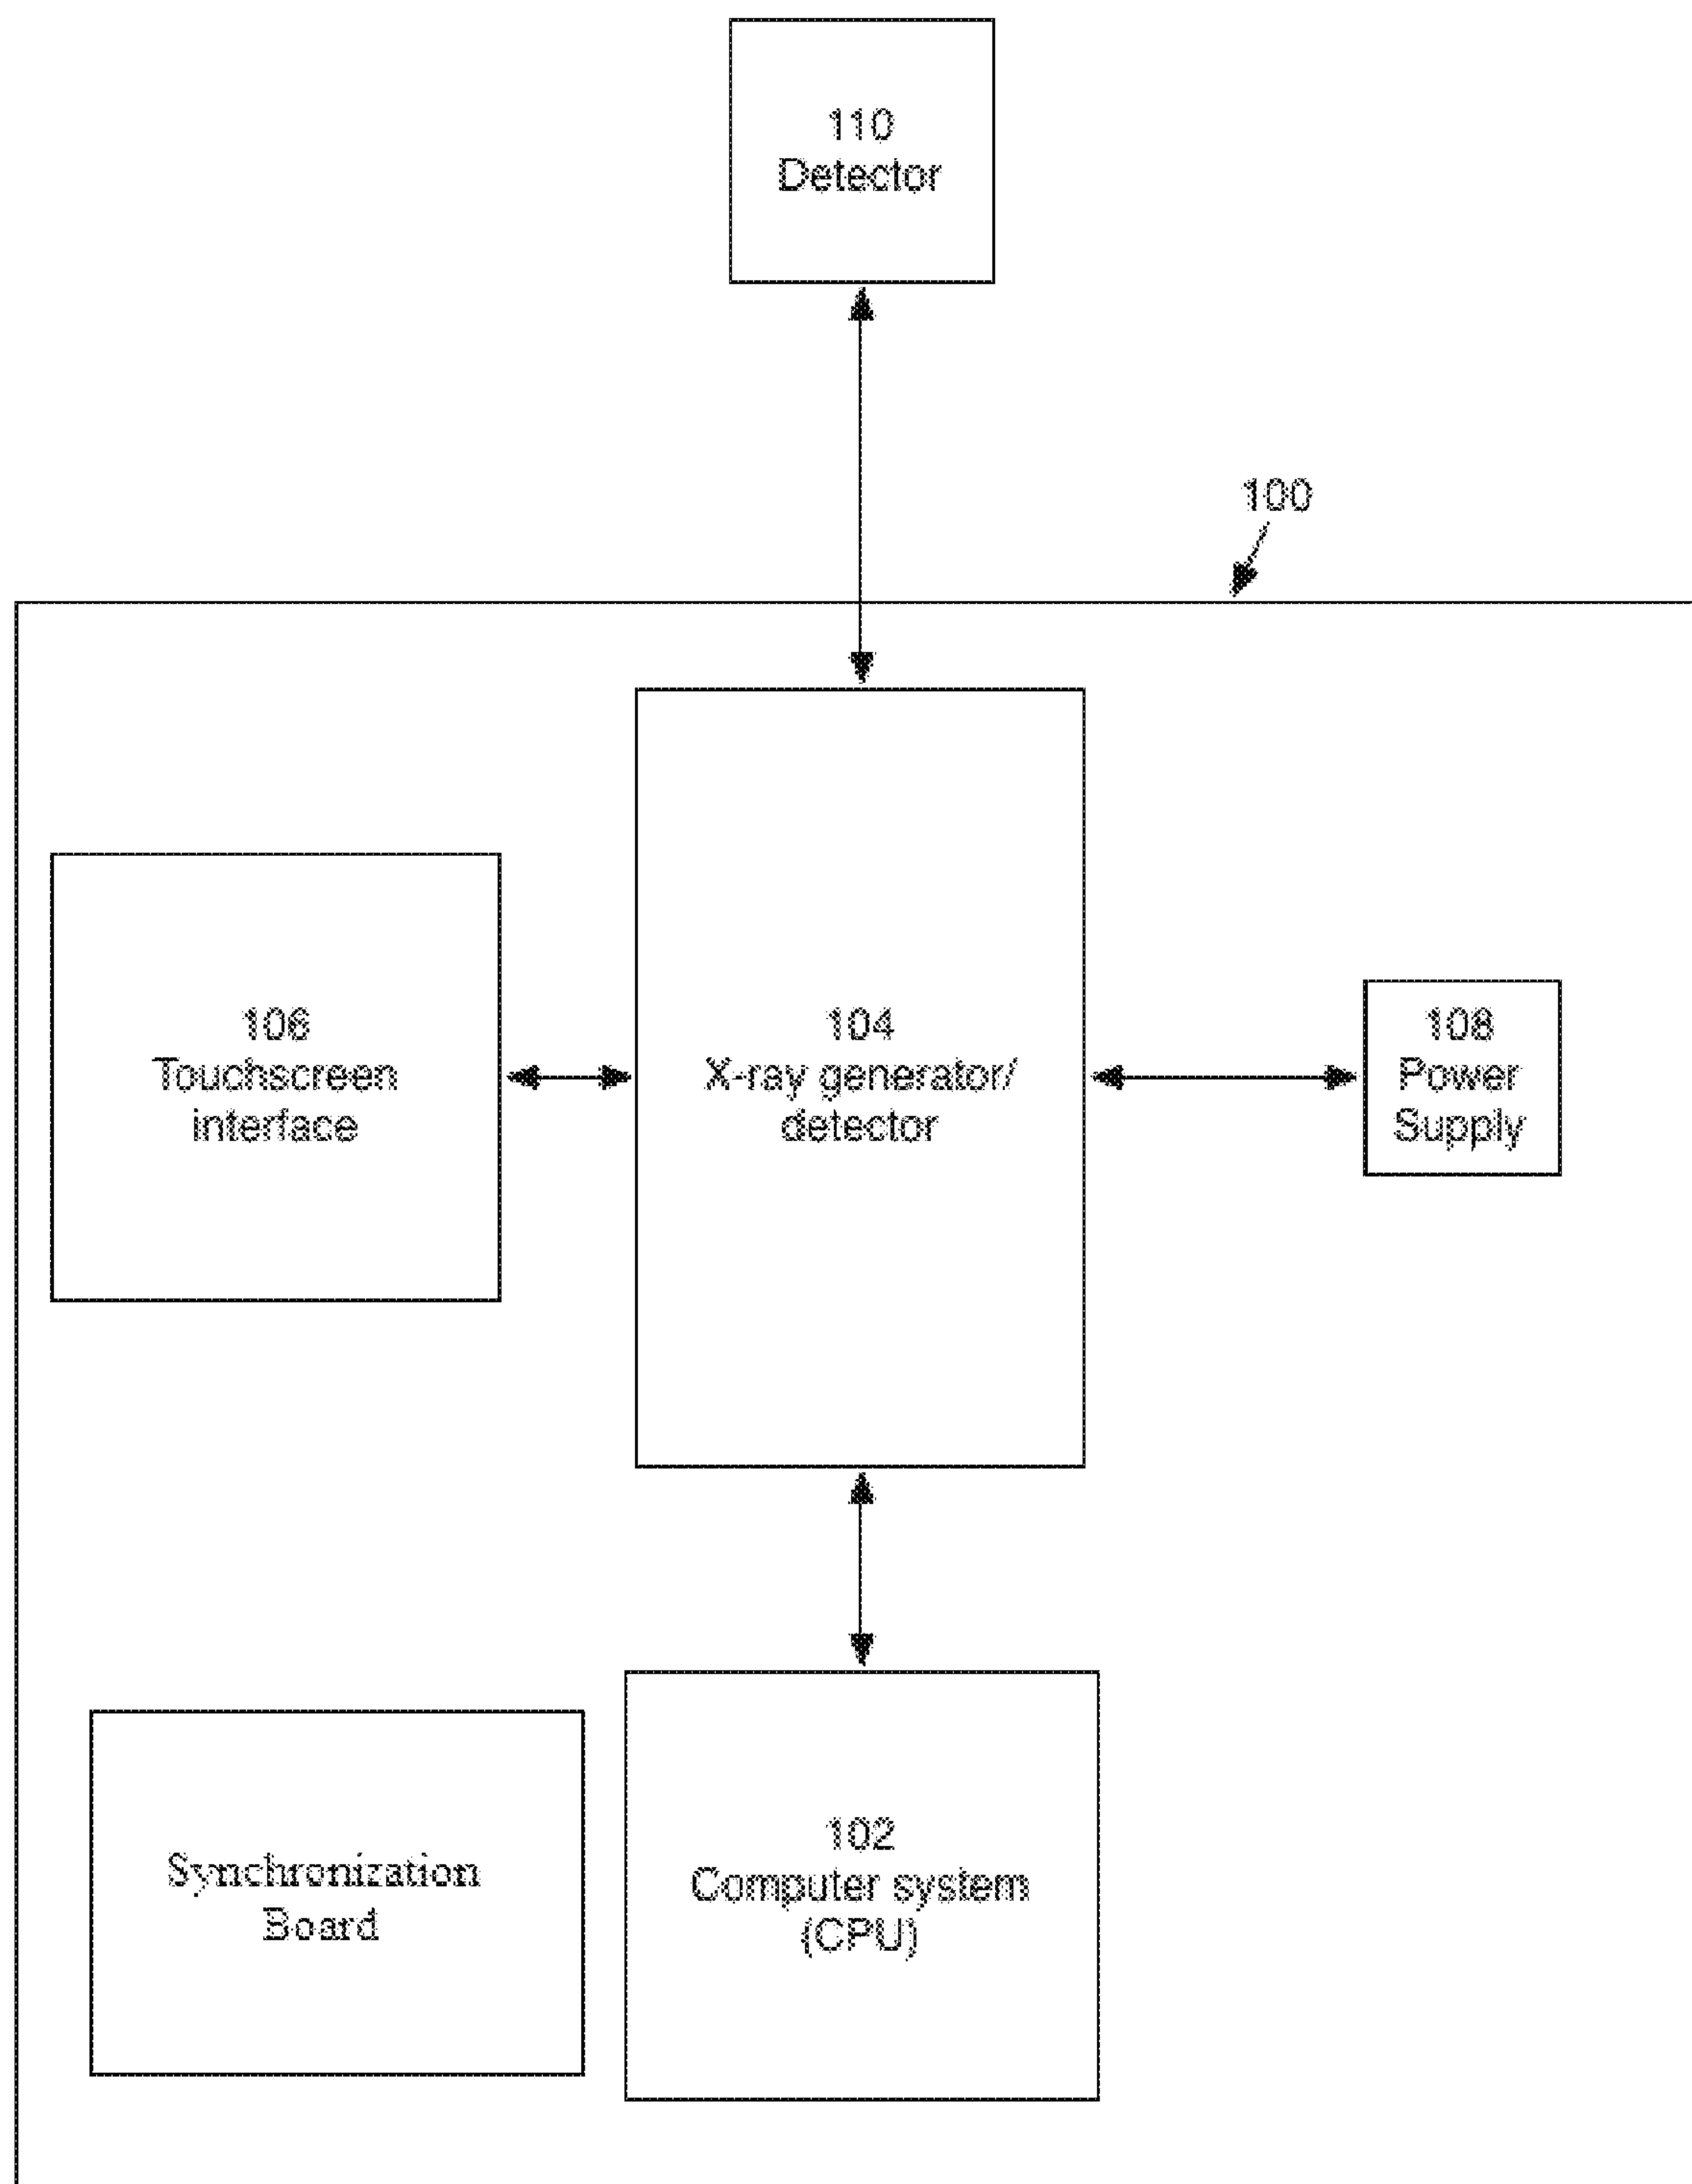 110
Detector
100
106
Touchscreen
interface
104
X-ray generator/
detector
108
Power
Supply
Synchronization
Board
102
Computer system
(CPU)